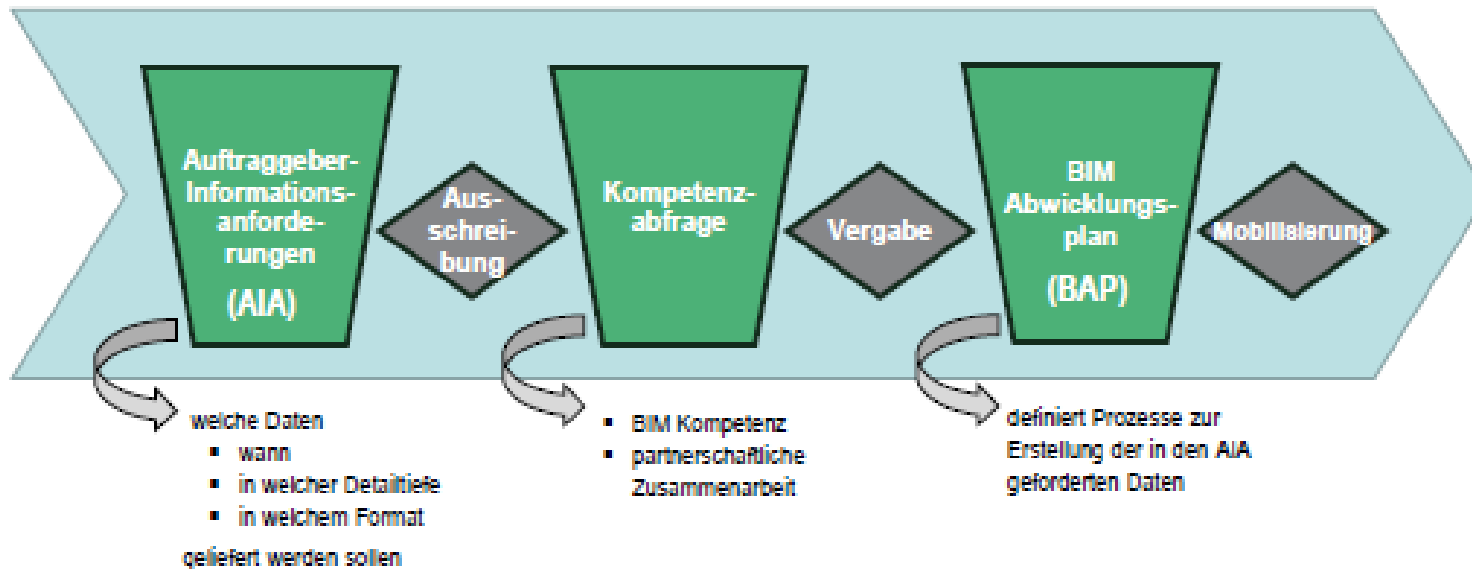 Auftraggeber-
Informations-
anforde-
rungen
(AIA)
Aus-
schrei-
bung
Kompetenz-
abfrage
Vergabe
BIM
Abwicklungs-
plan
(BAP)
Mobilisierung
welche Daten
▪ wann
▪ in welcher Detailtiefe
▪ in welchem Format
geliefert werden sollen
▪ BIM Kompetenz
▪ partnerschaftliche
Zusammenarbeit
definiert Prozesse zur
Erstellung der in den AIA
geforderten Daten